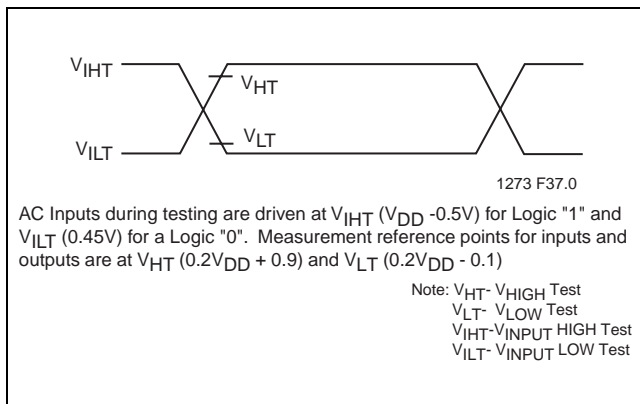 VIHT
VHT
VLT
VILT
1273 F37.0
AC Inputs during testing are driven at VIHT (VDD -0.5V) for Logic "1" and
VILT (0.45V) for a Logic "0".  Measurement reference points for inputs and
outputs are at VHT (0.2VDD + 0.9) and VLT (0.2VDD - 0.1)
Note: VHT- VHIGH Test
VLT- VLOW Test
VIHT-VINPUT HIGH Test
VILT- VINPUT LOW Test